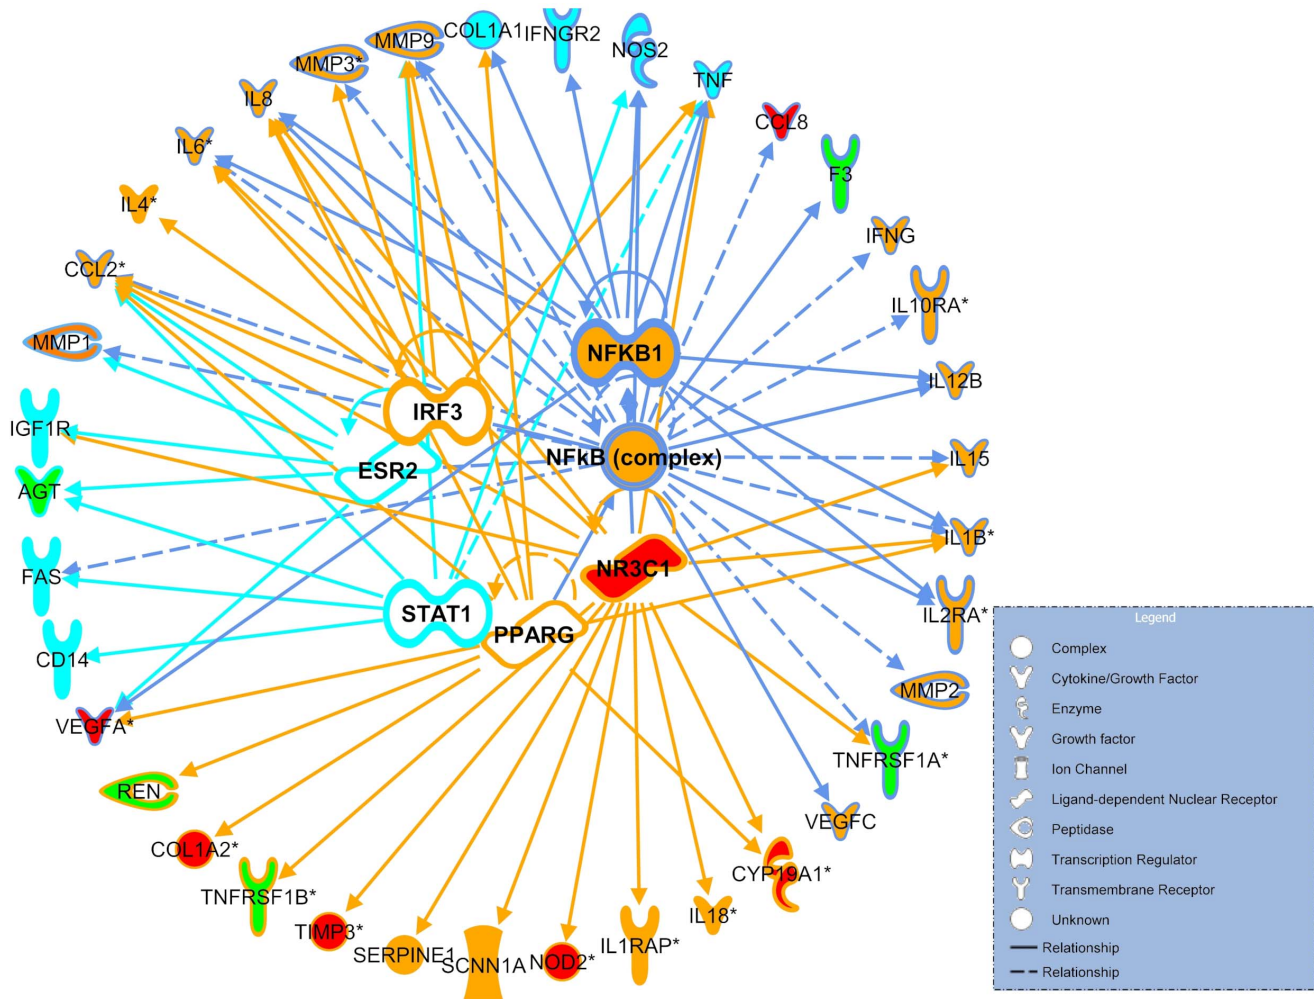 COL1A1
IFNGR2
MMP9
NOS2
MMP3*
TNF
IL8
CCL8
IL6*
F3
IL4*
IFNG
CCL2*
IL10RA*
MMP1
NFKB1
IL12B
IRF3
IGF1R
NFkB (complex)
IL15
ESR2
AGT
IL1B*
FAS
NR3C1
IL2RA*
STAT1
PPARG
CD14
MMP2
VEGFA*
TNFRSF1A*
REN
VEGFC
COL1A2*
CYP19A1*
TNFRSF1B*
IL18*
TIMP3*
IL1RAP*
SERPINE1
SCNN1A
NOD2*
Legend
Complex
Cytokine/Growth Factor
Enzyme
Growth factor
Ion Channel
Ligand-dependent Nuclear Receptor
Peptidase
Transcription Regulator
Transmembrane Receptor
Unknown
Relationship
Relationship